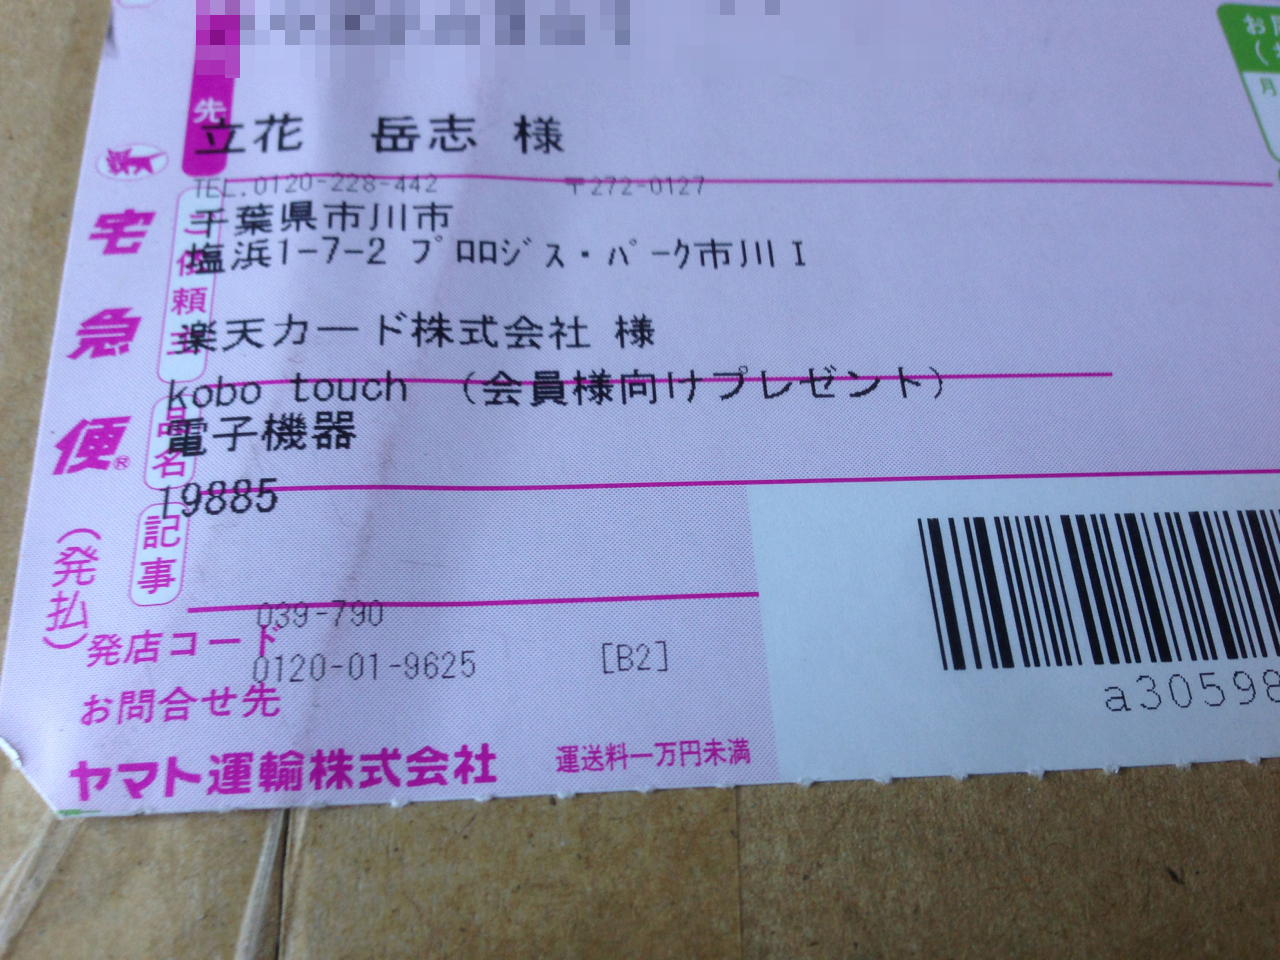 先
立花　岳志 様
TEL.0120-228-442 〒272-0127
千葉県市川市
塩浜1-7-2 プロロジス・パーク市川 I
ご依頼主
楽天カード株式会社 様
kobo touch （会員様向けプレゼント）
品名
電子機器
19885
記事
宅急便®
（発払）
039-790
発店コード
0120-01-9625 [B2]
お問合せ先
ヤマト運輸株式会社 運送料一万円未満
a30598
月